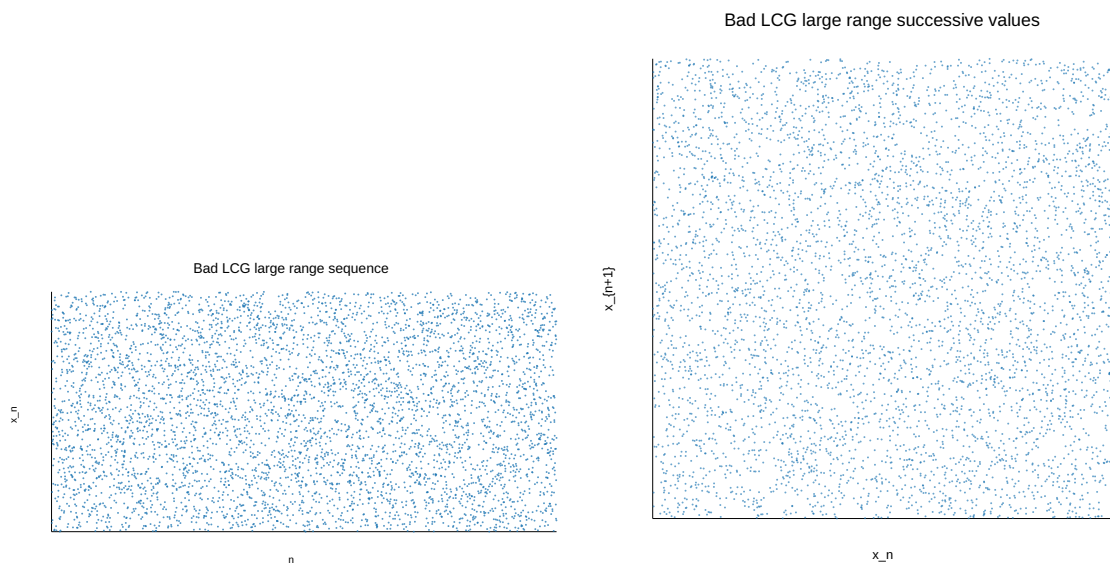 Bad LCG large range sequence
x_n
n
Bad LCG large range successive values
x_{n+1}
x_n